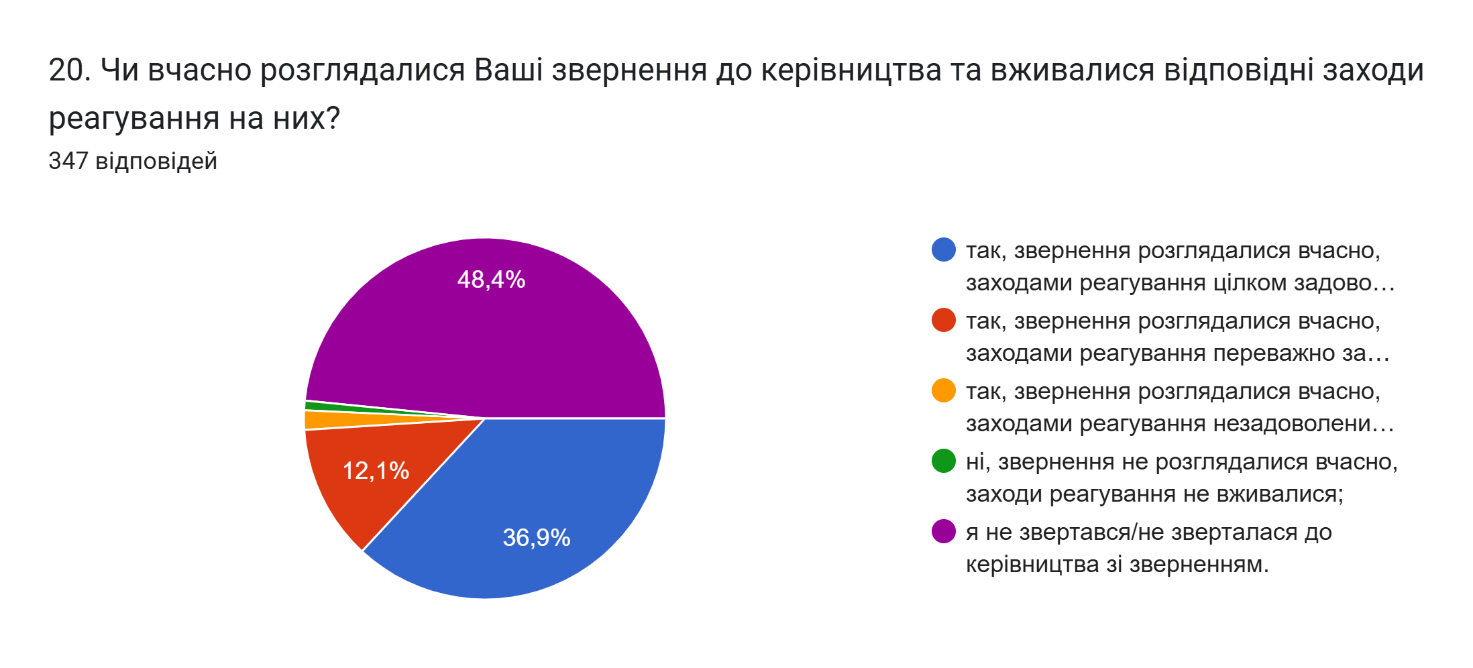 20. Чи вчасно розглядалися Ваші звернення до керівництва та вживалися відповідні заходи
реагування на них?
347 відповідей
48,4%
12,1%
36,9%
так, звернення розглядалися вчасно,
заходами реагування цілком задово…
так, звернення розглядалися вчасно,
заходами реагування переважно за…
так, звернення розглядалися вчасно,
заходами реагування незадоволени…
ні, звернення не розглядалися вчасно,
заходи реагування не вживалися;
я не звертався/не зверталася до
керівництва зі зверненням.